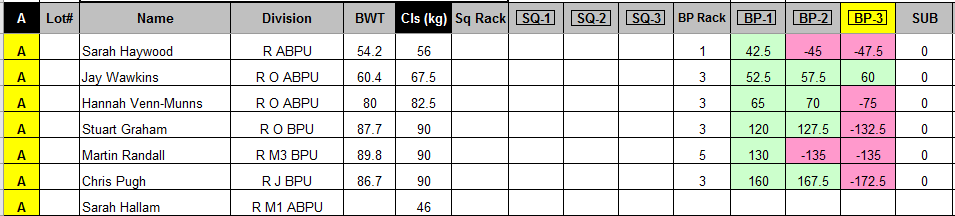 A Lot# Name Division BWT Cls (kg) Sq Rack SQ-1 SQ-2 SQ-3 BP Rack BP-1 BP-2 BP-3 SUB
A Sarah Haywood R ABPU 54.2 56 1 42.5 -45 -47.5 0
A Jay Wawkins R O ABPU 60.4 67.5 3 52.5 57.5 60 0
A Hannah Venn-Munns R O ABPU 80 82.5 3 65 70 -75 0
A Stuart Graham R O BPU 87.7 90 3 120 127.5 -132.5 0
A Martin Randall R M3 BPU 89.8 90 5 130 -135 -135 0
A Chris Pugh R J BPU 86.7 90 3 160 167.5 -172.5 0
A Sarah Hallam R M1 ABPU 46